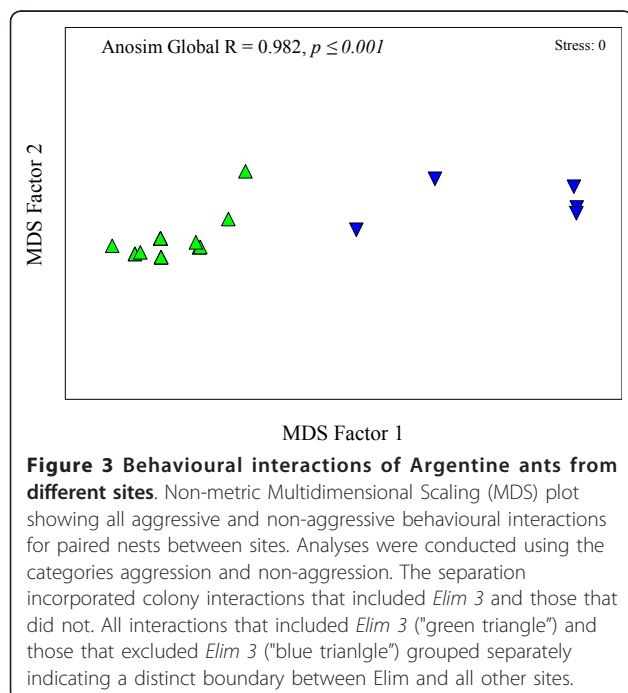 Anosim Global R = 0.982, p ≤ 0.001
Stress: 0
MDS Factor 2
MDS Factor 1
Figure 3 Behavioural interactions of Argentine ants from
different sites. Non-metric Multidimensional Scaling (MDS) plot
showing all aggressive and non-aggressive behavioural interactions
for paired nests between sites. Analyses were conducted using the
categories aggression and non-aggression. The separation
incorporated colony interactions that included Elim 3 and those that
did not. All interactions that included Elim 3 ("green triangle”) and
those that excluded Elim 3 ("blue trianlgle”) grouped separately
indicating a distinct boundary between Elim and all other sites.